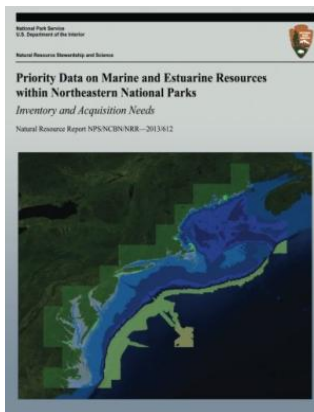 National Park Service
U.S. Department of the Interior
Natural Resource Stewardship and Science
Priority Data on Marine and Estuarine Resources
within Northeastern National Parks
Inventory and Acquisition Needs
Natural Resource Report NPS/NCBN/NRR—2013/612